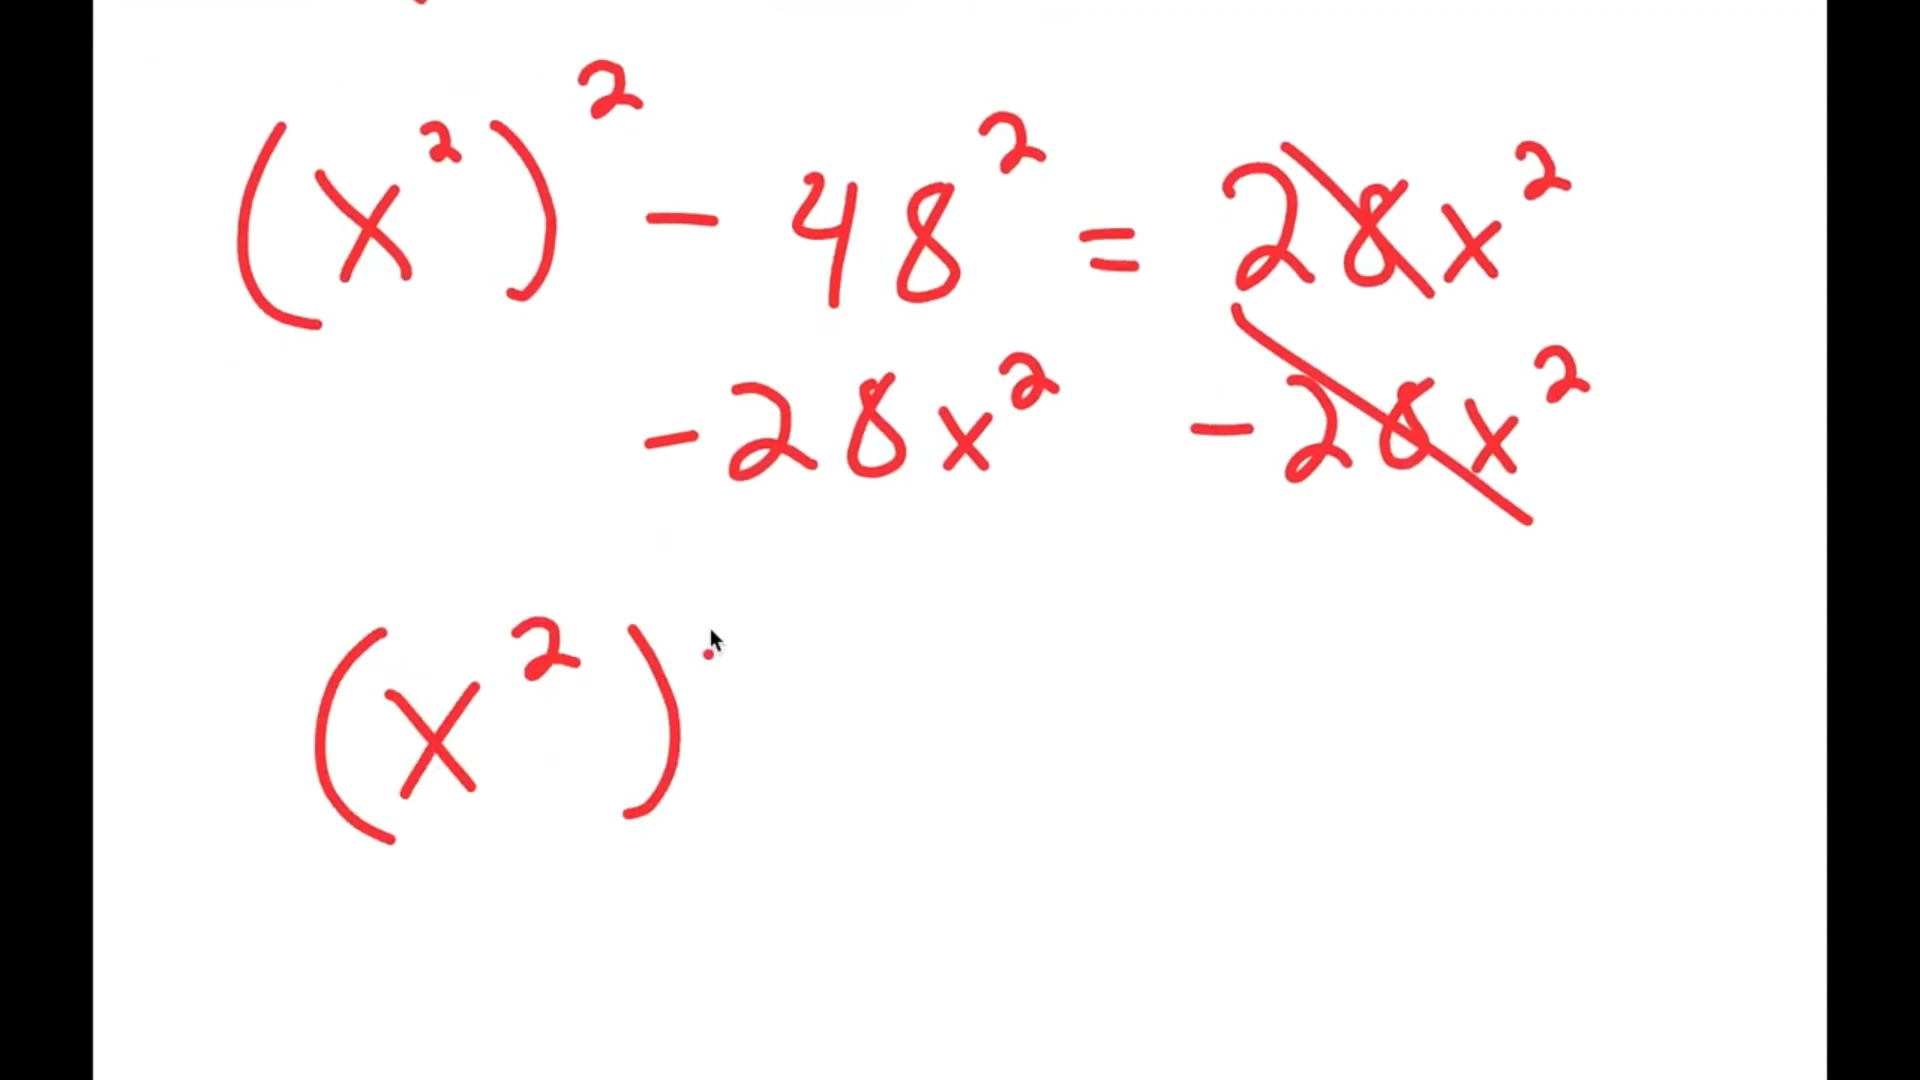 (x²)² - 48² = 28x²
-28x² -28x²
(x²)